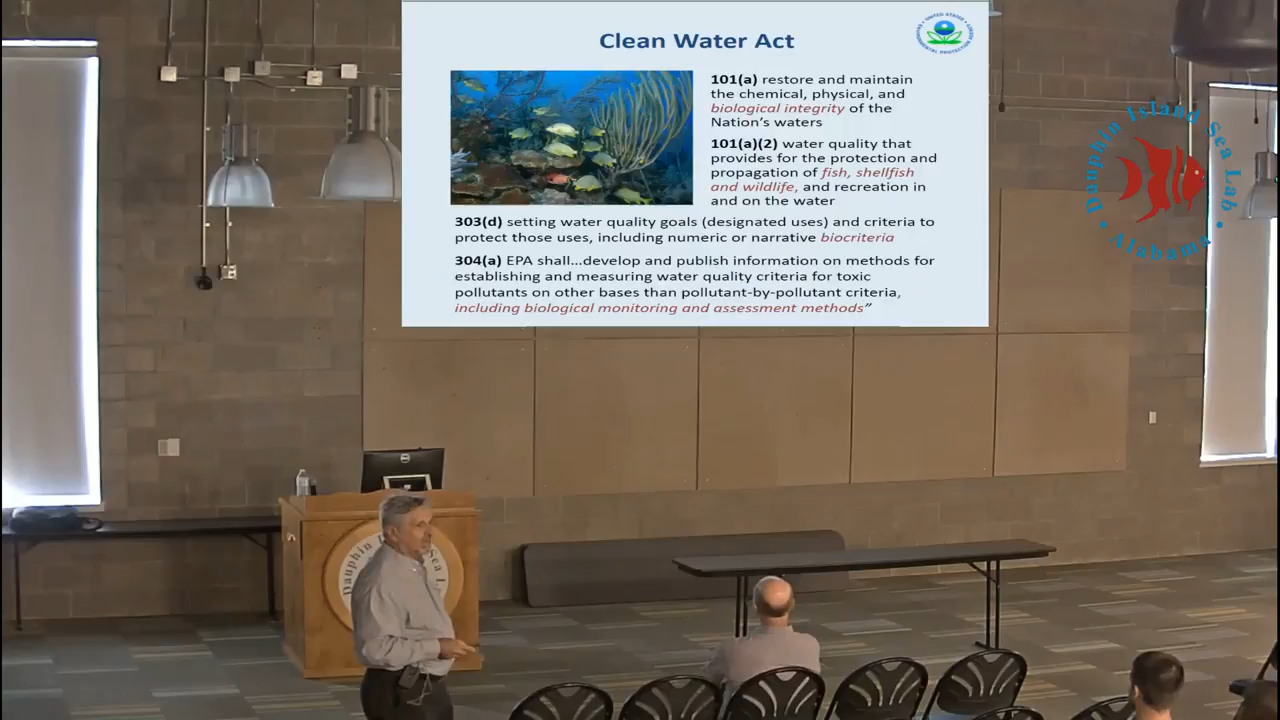 Clean Water Act
UNITED STATES
101(a) restore and maintain
the chemical, physical, and
biological integrity of the
Nation's waters
101(a)(2) water quality that
provides for the protection and
propagation of fish, shellfish
and wildlife, and recreation in
and on the water
303(d) setting water quality goals (designated uses) and criteria to
protect those uses, including numeric or narrative biocriteria
304(a) EPA shall...develop and publish information on methods for
establishing and measuring water quality criteria for toxic
pollutants on other bases than pollutant-by-pollutant criteria,
including biological monitoring and assessment methods”
Dauphin Island Sea Lab
Alabama
DELL
Dauphin
Sea